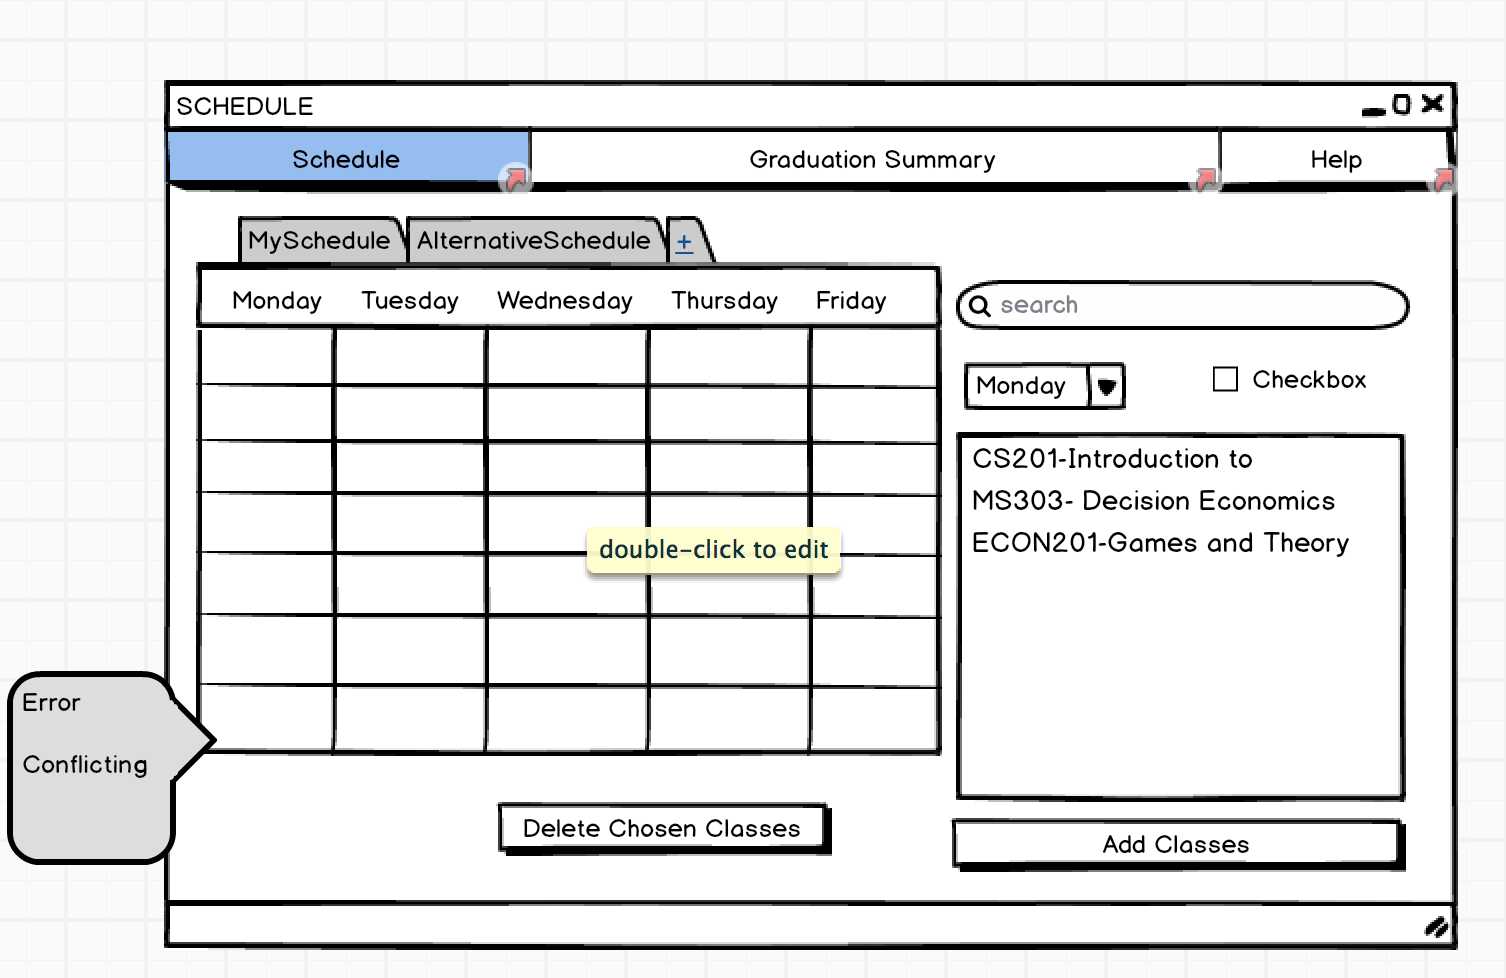 SCHEDULE
Schedule
Graduation Summary
Help
MySchedule
AlternativeSchedule
+
Monday Tuesday Wednesday Thursday Friday
search
Monday
Checkbox
CS201-Introduction to
MS303- Decision Economics
ECON201-Games and Theory
double-click to edit
Error
Conflicting
Delete Chosen Classes
Add Classes